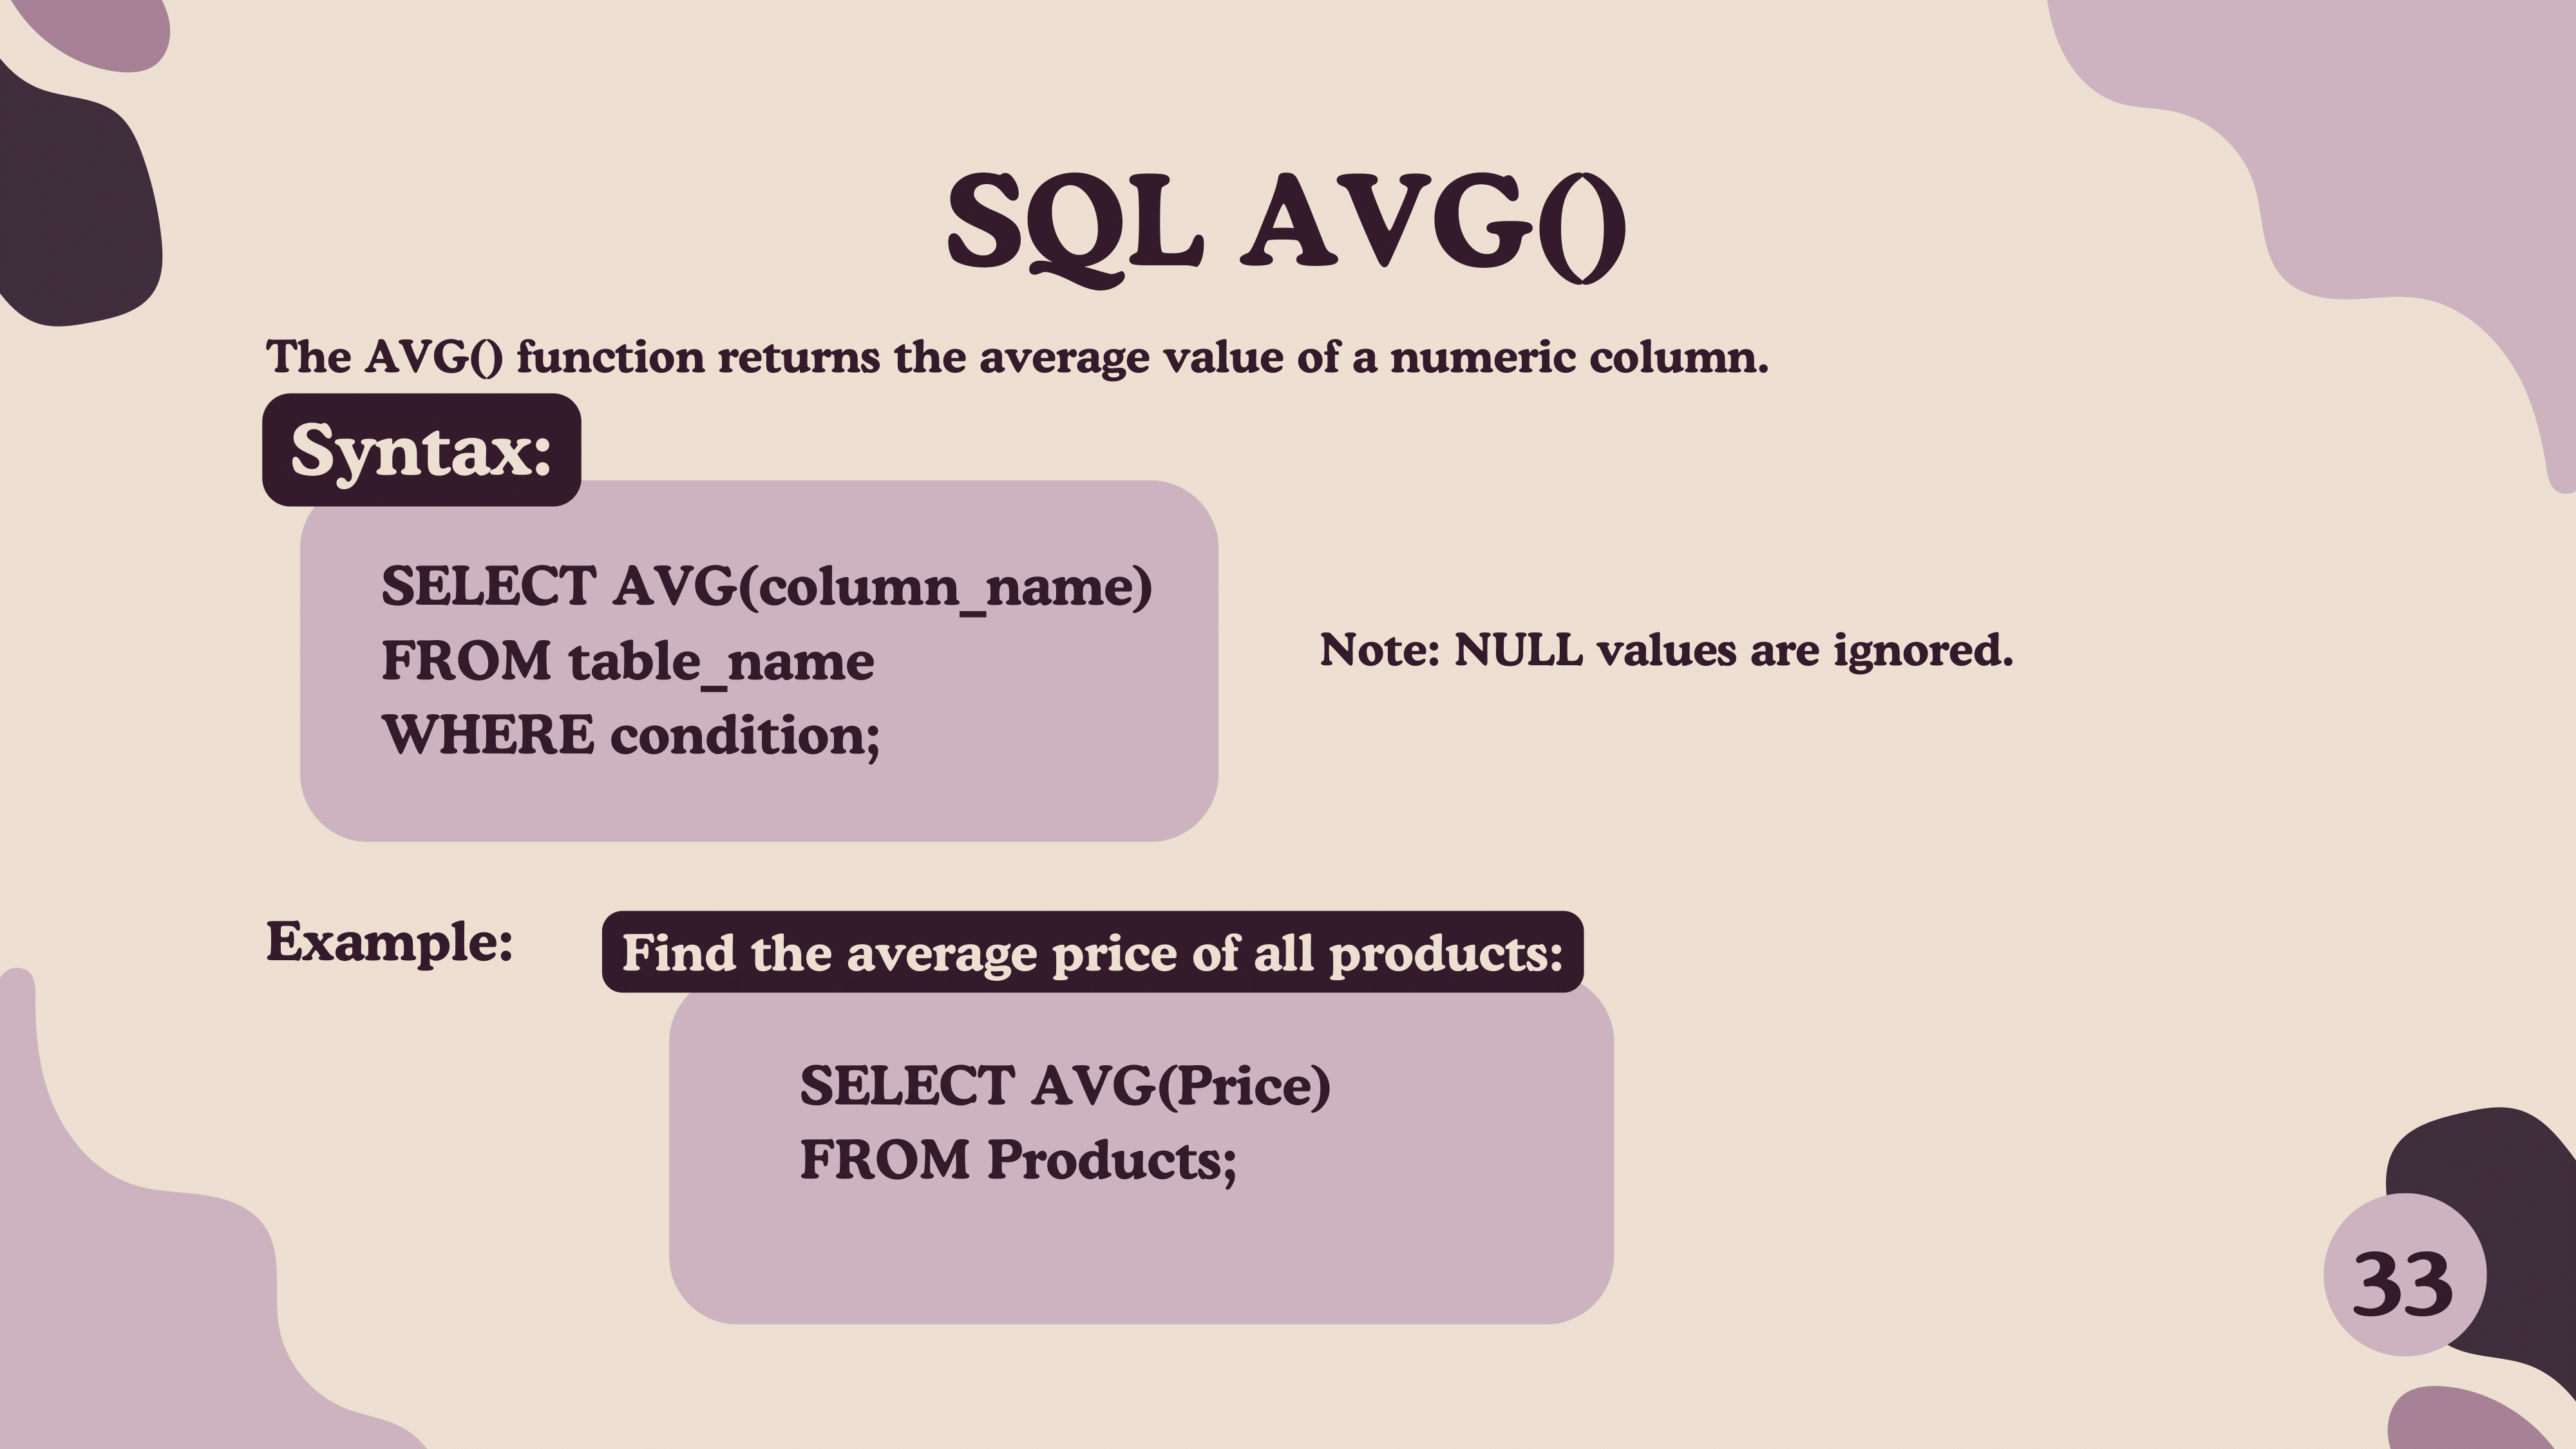 SQL AVG()
The AVG() function returns the average value of a numeric column.
Syntax:
SELECT AVG(column_name)
FROM table_name
WHERE condition;
Note: NULL values are ignored.
Example:
Find the average price of all products:
SELECT AVG(Price)
FROM Products;
33